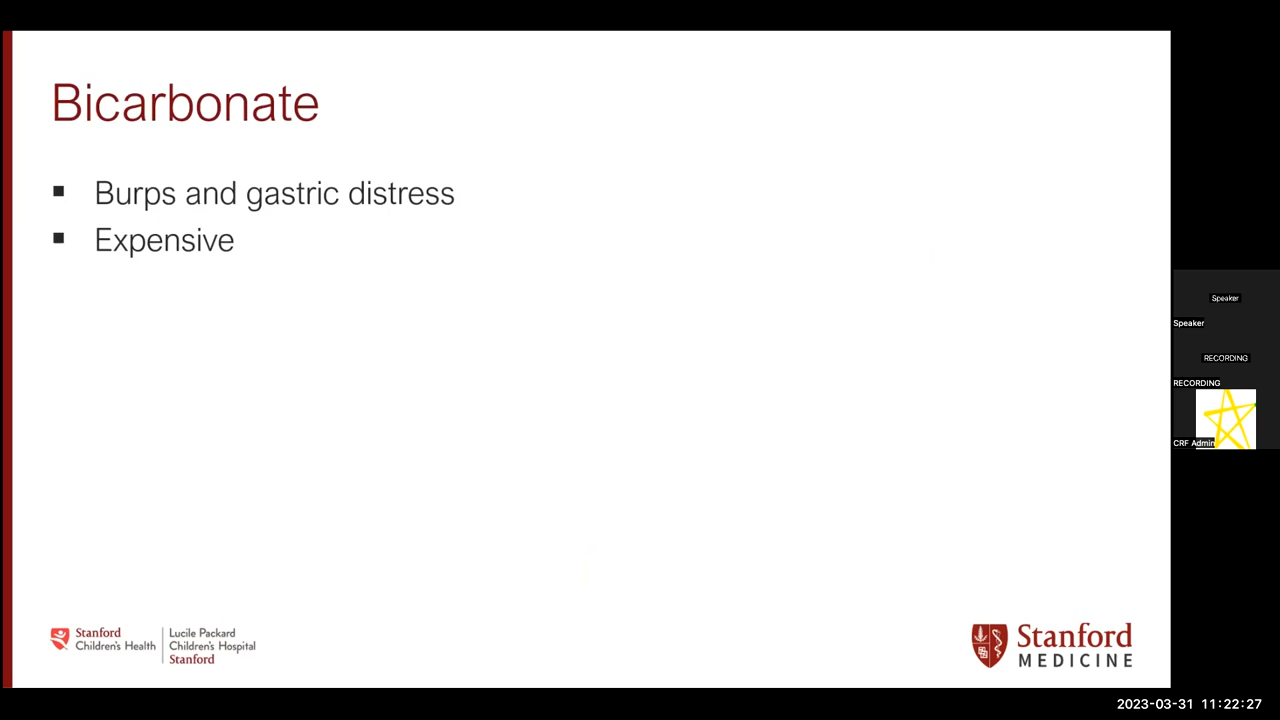 Bicarbonate
▪ Burps and gastric distress
▪ Expensive
Speaker
Speaker
RECORDING
RECORDING
CRF Admin
Stanford
Children's Health
Lucile Packard
Children's Hospital
Stanford
Stanford
MEDICINE
2023-03-31 11:22:27